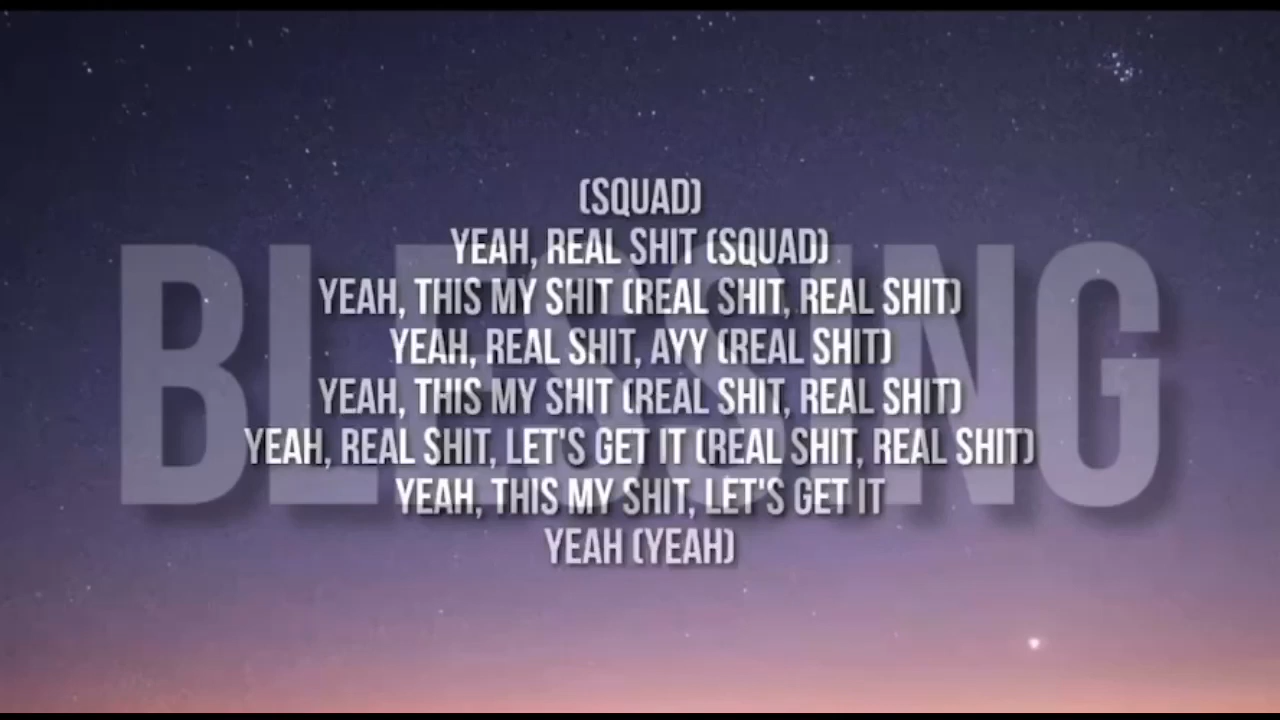 BLESSING
(SQUAD)
YEAH, REAL SHIT (SQUAD)
YEAH, THIS MY SHIT (REAL SHIT, REAL SHIT)
YEAH, REAL SHIT, AYY (REAL SHIT)
YEAH, THIS MY SHIT (REAL SHIT, REAL SHIT)
YEAH, REAL SHIT, LET'S GET IT (REAL SHIT, REAL SHIT)
YEAH, THIS MY SHIT, LET'S GET IT
YEAH (YEAH)